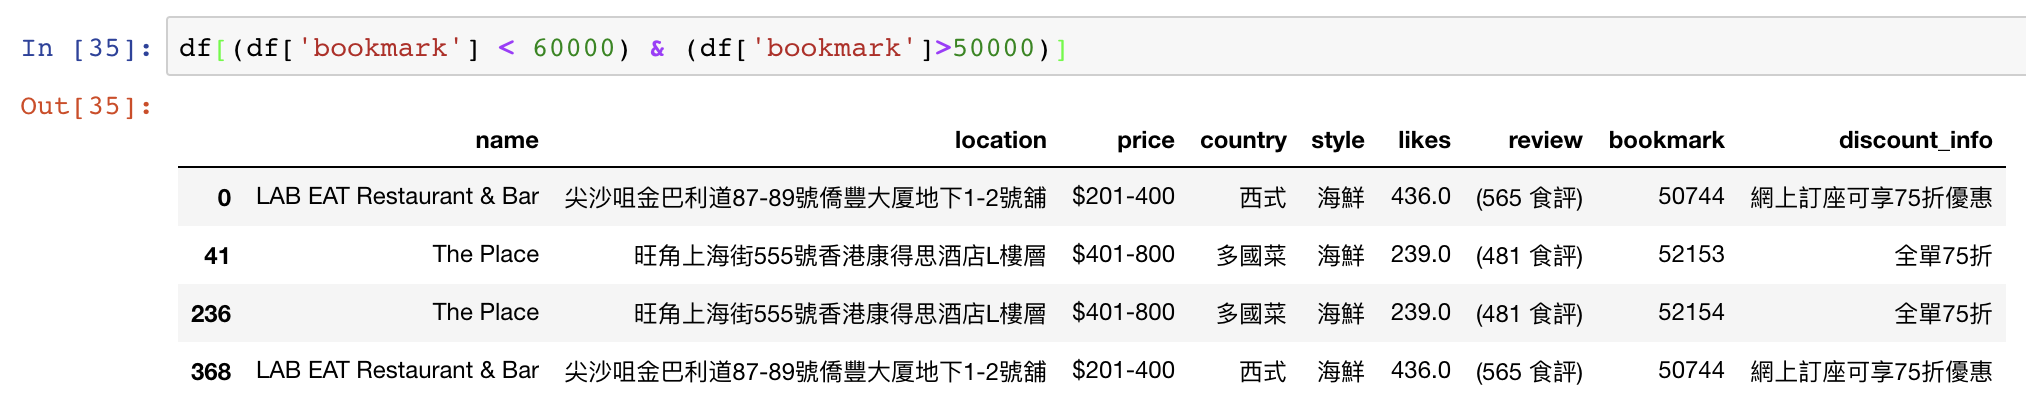 In [35]: df[(df['bookmark'] < 60000) & (df['bookmark']>50000)]
Out[35]:
name location price country style likes review bookmark discount_info
0 LAB EAT Restaurant & Bar 尖沙咀金巴利道87-89號僑豐大厦地下1-2號舖 $201-400 西式 海鮮 436.0 (565 食評) 50744 網上訂座可享75折優惠
41 The Place 旺角上海街555號香港康得思酒店L樓層 $401-800 多國菜 海鮮 239.0 (481 食評) 52153 全單75折
236 The Place 旺角上海街555號香港康得思酒店L樓層 $401-800 多國菜 海鮮 239.0 (481 食評) 52154 全單75折
368 LAB EAT Restaurant & Bar 尖沙咀金巴利道87-89號僑豐大厦地下1-2號舖 $201-400 西式 海鮮 436.0 (565 食評) 50744 網上訂座可享75折優惠